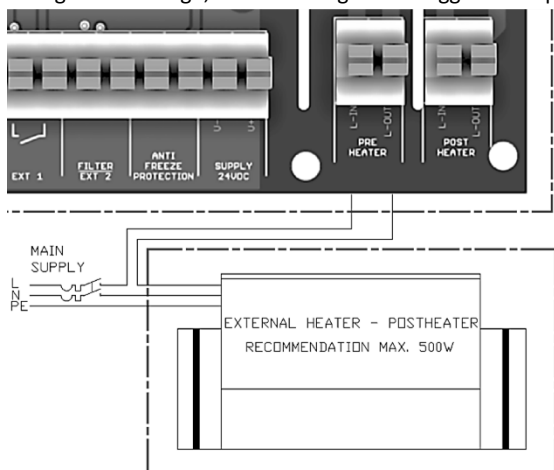 L-IN
L-OUT
L-IN
L-OUT
PRE
HEATER
POST
HEATER
EXT 1
FILTER
EXT 2
ANTI
FREEZE
PROTECTION
V-
V+
SUPPLY
24VDC
MAIN
SUPPLY
L
N
PE
EXTERNAL HEATER - POSTHEATER
RECOMMENDATION MAX. 500W